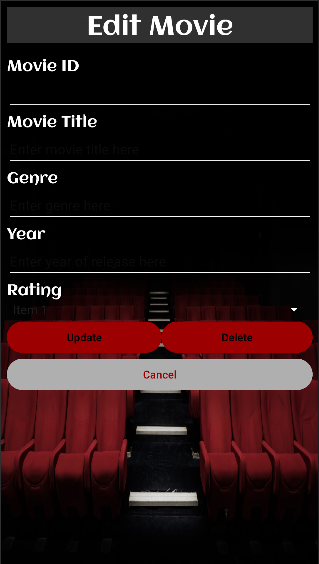 Edit Movie
Movie ID
Movie Title
Enter movie title here
Genre
Enter genre here
Year
Enter year of release here
Rating
Item 1
Update Delete
Cancel